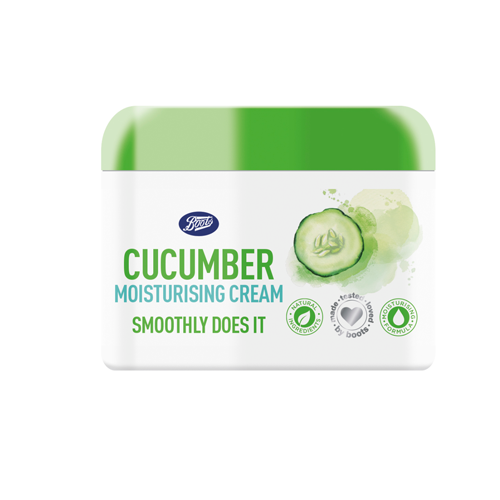 Boots
CUCUMBER
MOISTURISING CREAM
SMOOTHLY DOES IT
NATURAL INGREDIENTS
made • tested • loved • by boots •
MOISTURISING FORMULA